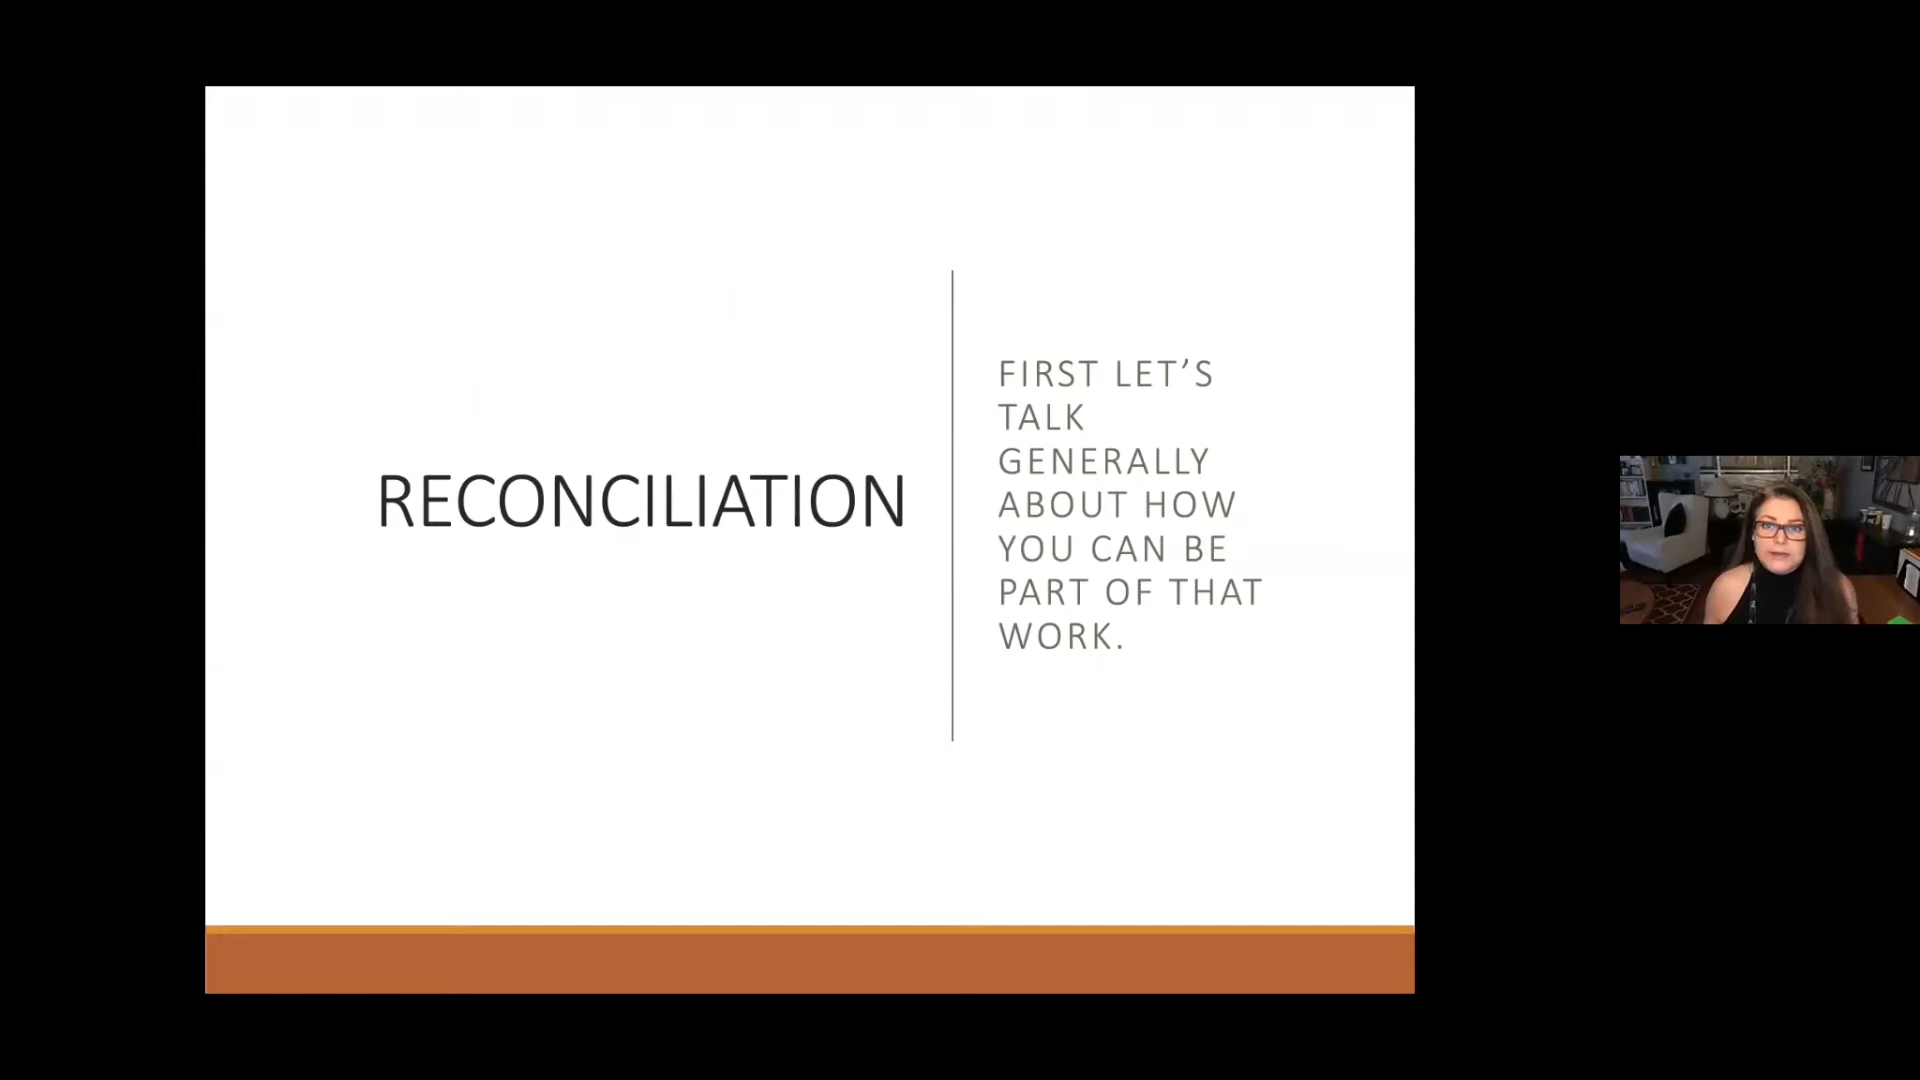 RECONCILIATION
FIRST LET’S
TALK
GENERALLY
ABOUT HOW
YOU CAN BE
PART OF THAT
WORK.